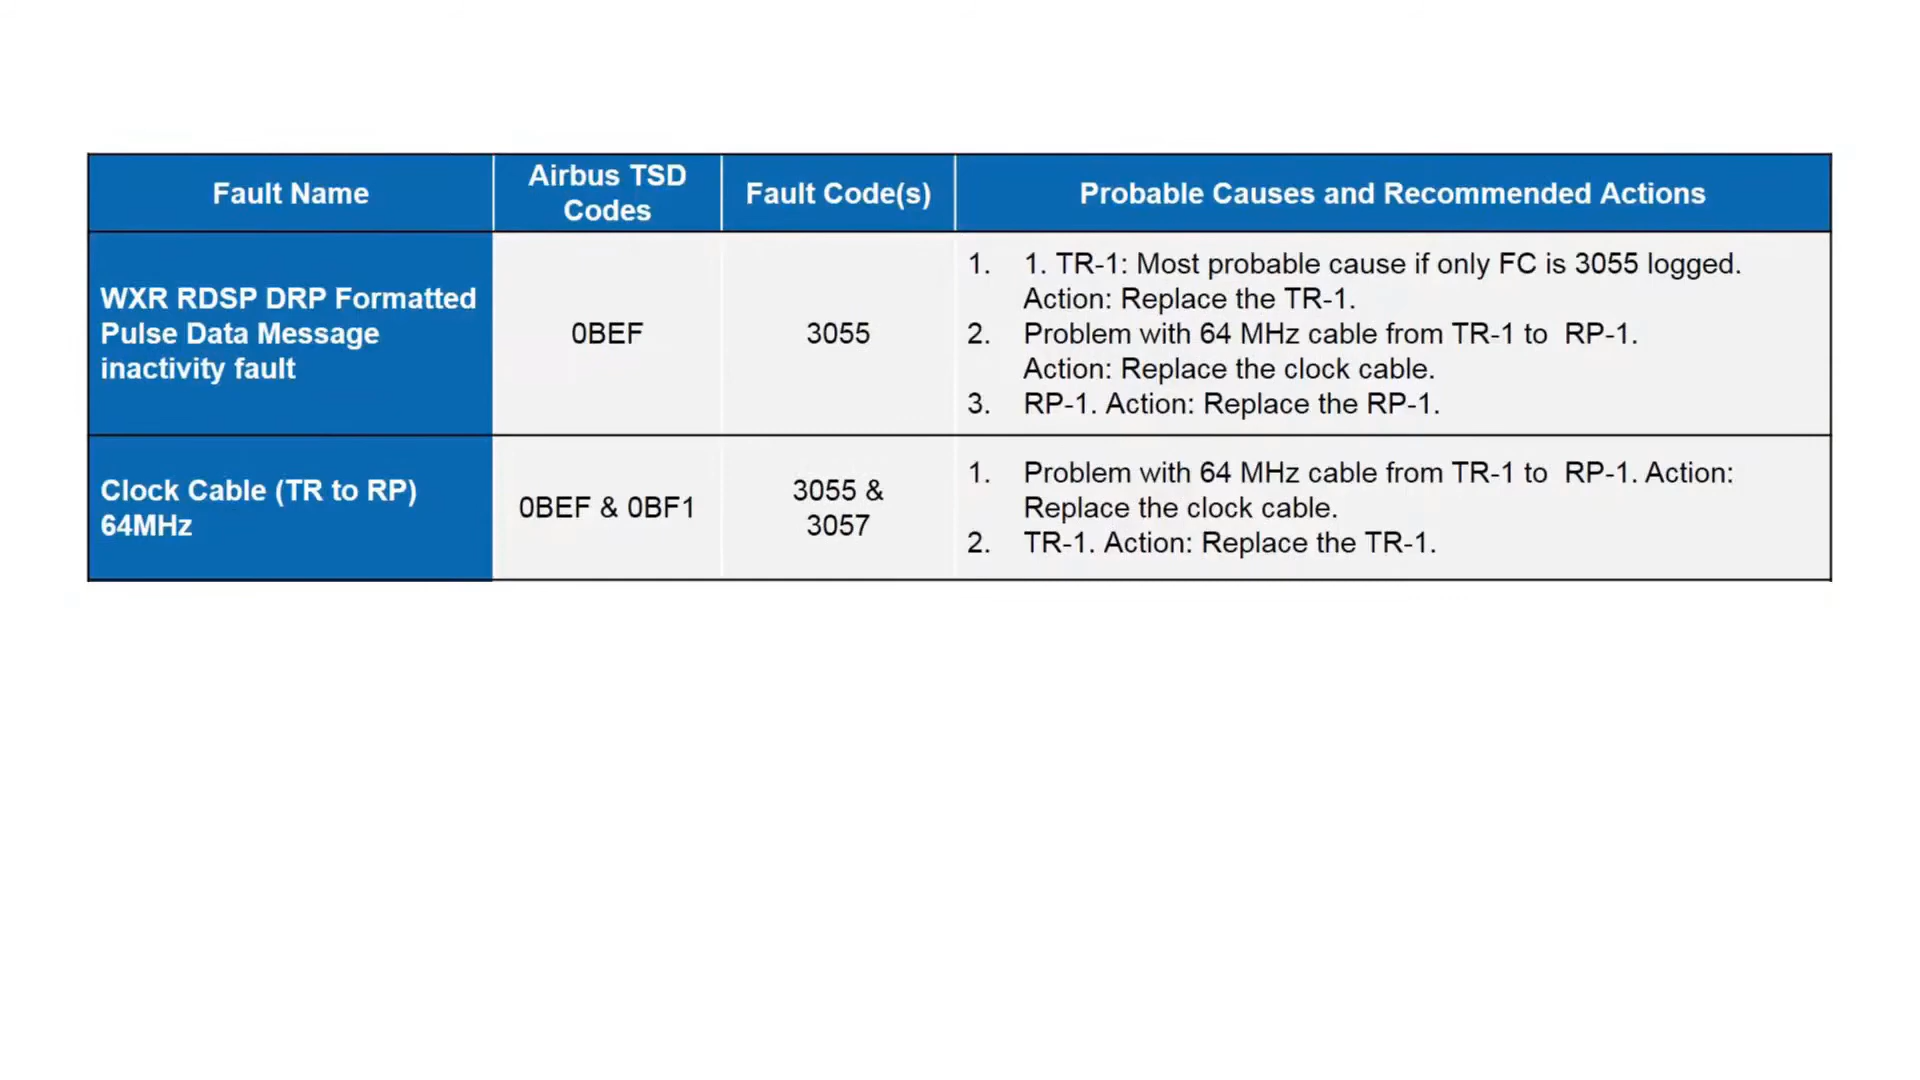 Fault Name
Airbus TSD
Codes
Fault Code(s)
Probable Causes and Recommended Actions
WXR RDSP DRP Formatted
Pulse Data Message
inactivity fault
0BEF
3055
1. 1. TR-1: Most probable cause if only FC is 3055 logged.
Action: Replace the TR-1.
2. Problem with 64 MHz cable from TR-1 to  RP-1.
Action: Replace the clock cable.
3. RP-1. Action: Replace the RP-1.
Clock Cable (TR to RP)
64MHz
0BEF & 0BF1
3055 &
3057
1. Problem with 64 MHz cable from TR-1 to  RP-1. Action:
Replace the clock cable.
2. TR-1. Action: Replace the TR-1.